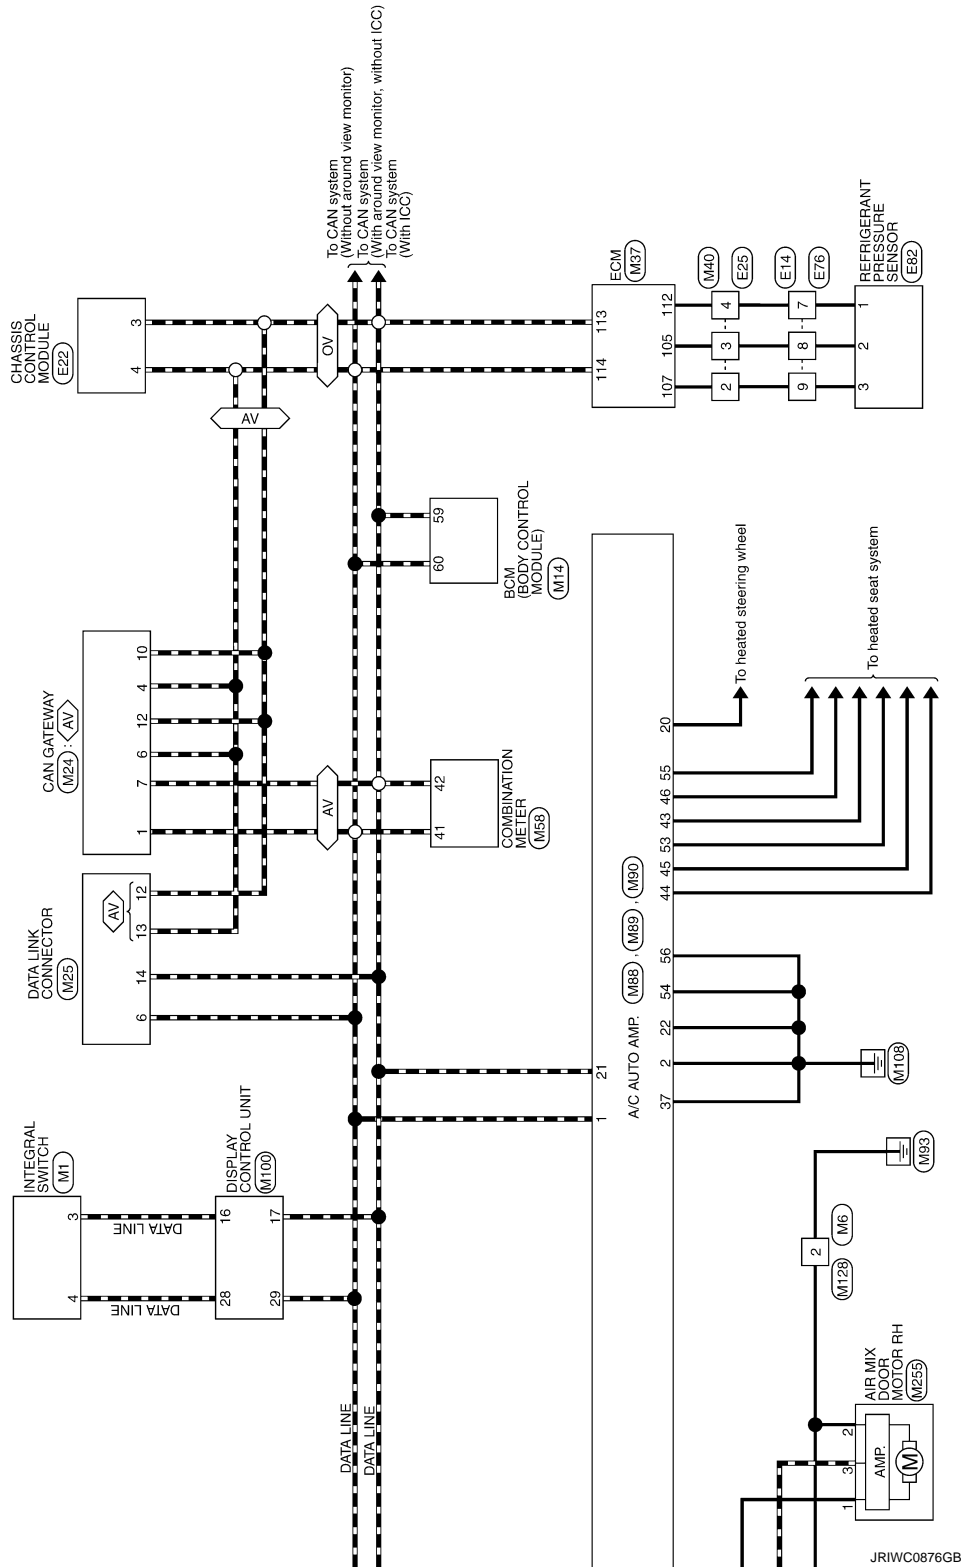 To CAN system
(Without around view monitor)
To CAN system
(With around view monitor, without ICC)
To CAN system
(With ICC)
CHASSIS
CONTROL
MODULE
E22
3
4
OV
AV
113
114
ECM
M37
112
105
107
M40
E25
4
3
2
E14
E76
7
8
9
REFRIGERANT
PRESSURE
SENSOR
E82
1
2
3
59
60
BCM
(BODY CONTROL
MODULE)
M14
CAN GATEWAY
M24 : AV
10
4
12
6
7
1
AV
42
41
COMBINATION
METER
M58
DATA LINK
CONNECTOR
M25
AV
12
13
14
6
To heated steering wheel
To heated seat system
20
55
46
43
53
45
44
A/C AUTO AMP. M88 , M89 , M90
56
54
22
2
37
M108
21
1
INTEGRAL
SWITCH
M1
3
4
DATA LINE
DATA LINE
DISPLAY
CONTROL UNIT
M100
16
28
17
29
DATA LINE
DATA LINE
M93
2
M6
M128
AIR MIX
DOOR
MOTOR RH
M255
2
3
1
AMP.
M
JRIWC0876GB